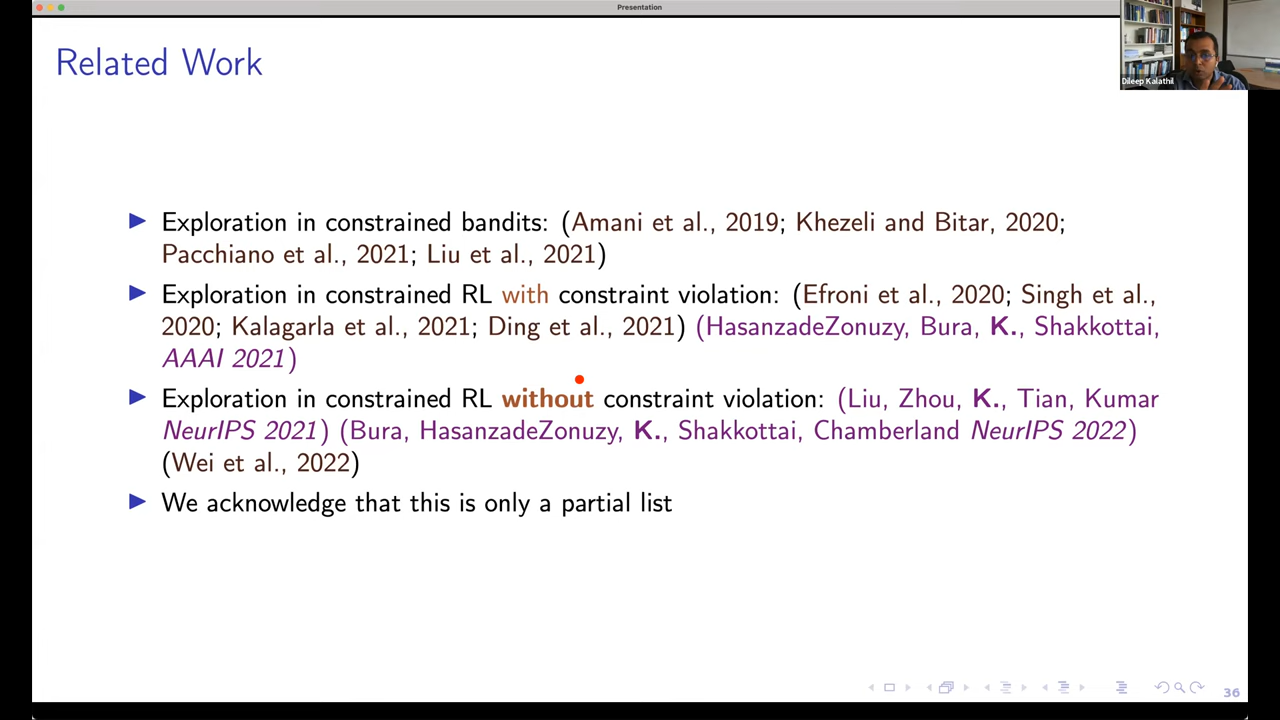 Presentation
Related Work
Dileep Kalathil
▶ Exploration in constrained bandits: (Amani et al., 2019; Khezeli and Bitar, 2020;
Pacchiano et al., 2021; Liu et al., 2021)
▶ Exploration in constrained RL with constraint violation: (Efroni et al., 2020; Singh et al.,
2020; Kalagarla et al., 2021; Ding et al., 2021) (HasanzadeZonuzy, Bura, K., Shakkottai,
AAAI 2021)
▶ Exploration in constrained RL without constraint violation: (Liu, Zhou, K., Tian, Kumar
NeurIPS 2021) (Bura, HasanzadeZonuzy, K., Shakkottai, Chamberland NeurIPS 2022)
(Wei et al., 2022)
▶ We acknowledge that this is only a partial list
36